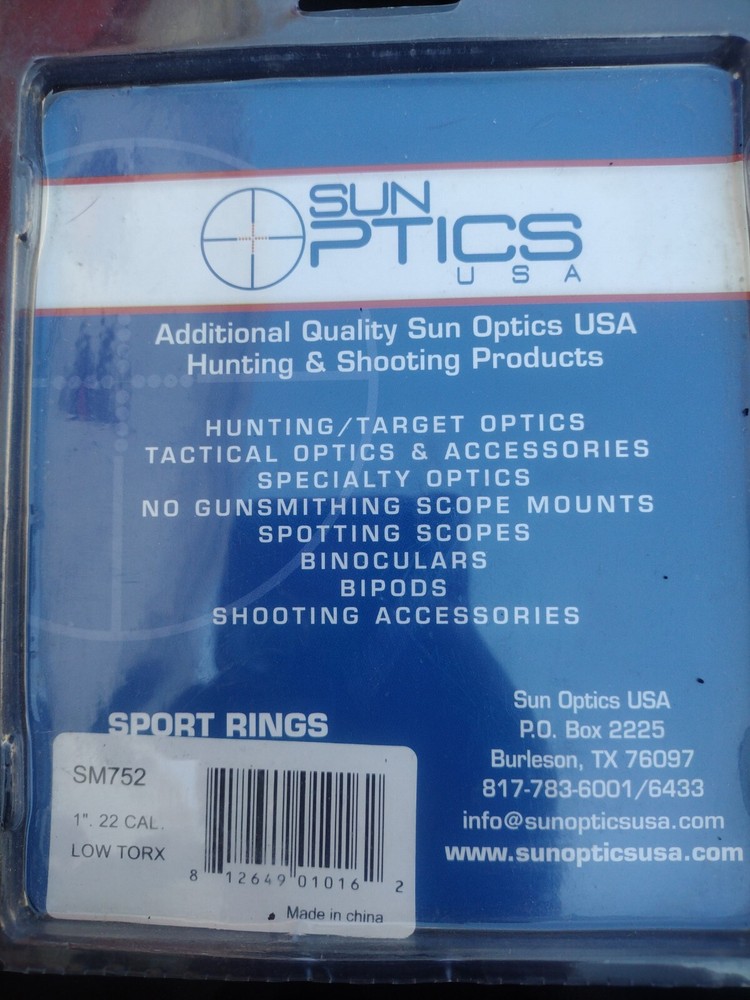 SUN
OPTICS
USA
Additional Quality Sun Optics USA
Hunting & Shooting Products
HUNTING/TARGET OPTICS
TACTICAL OPTICS & ACCESSORIES
SPECIALTY OPTICS
NO GUNSMITHING SCOPE MOUNTS
SPOTTING SCOPES
BINOCULARS
BIPODS
SHOOTING ACCESSORIES
SPORT RINGS
SM752
1". 22 CAL.
LOW TORX
8 12649 01016 2
Made in china
Sun Optics USA
P.O. Box 2225
Burleson, TX 76097
817-783-6001/6433
info@sunopticsusa.com
www.sunopticsusa.com